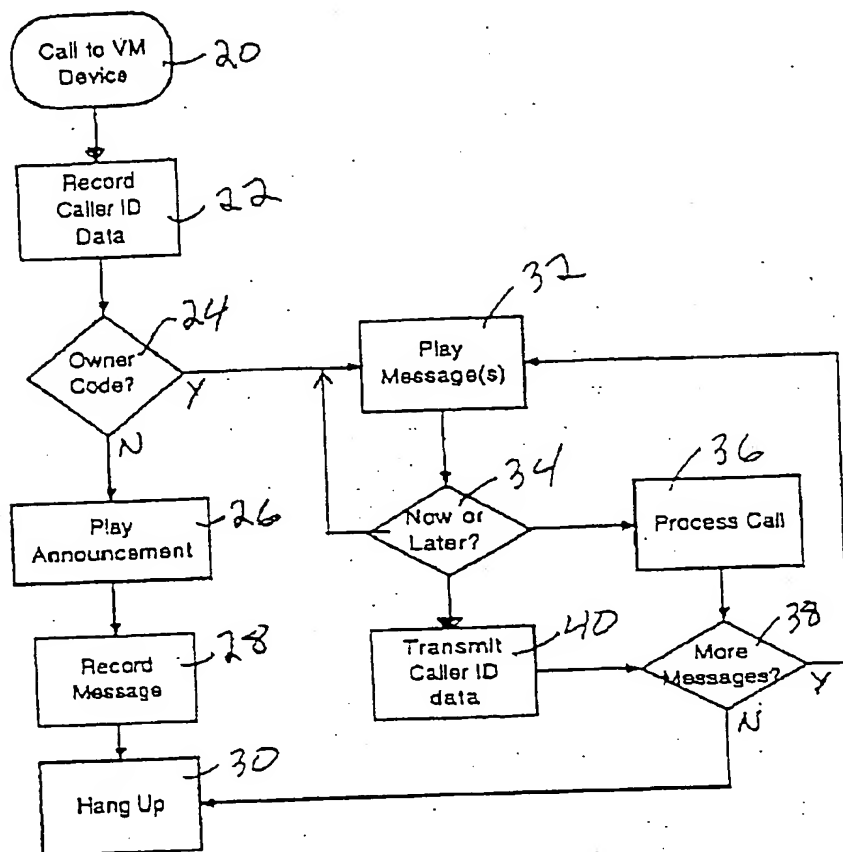 Call to VM
Device
20
Record
Caller ID
Data
22
32
24
Owner
Code?
Y
N
Play
Message(s)
34
Now or
Later?
36
Process Call
Play
Announcement
26
Transmit
Caller ID
data
40
38
More
Messages?
Y
N
Record
Message
28
30
Hang Up